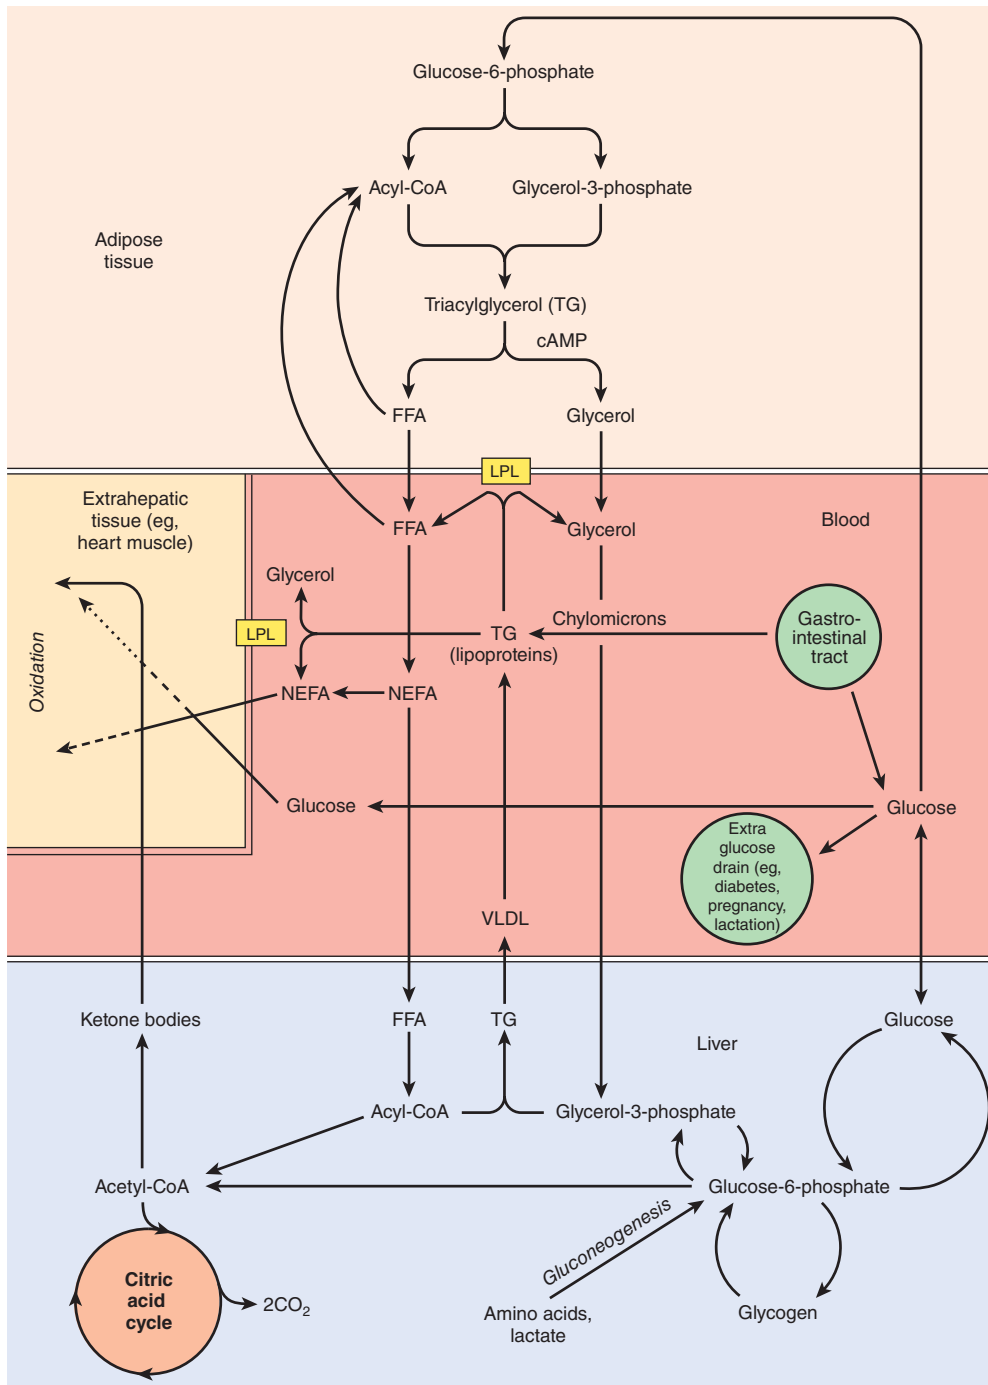 Glucose-6-phosphate
Acyl-CoA
Glycerol-3-phosphate
Adipose
tissue
Triacylglycerol (TG)
cAMP
FFA
Glycerol
LPL
Extrahepatic
tissue (eg,
heart muscle)
FFA
Glycerol
Blood
Glycerol
Chylomicrons
Gastro-
intestinal
tract
LPL
TG
(lipoproteins)
Oxidation
NEFA
NEFA
Glucose
Glucose
Extra
glucose
drain (eg,
diabetes,
pregnancy,
lactation)
VLDL
Ketone bodies
FFA
TG
Glucose
Liver
Acyl-CoA
Glycerol-3-phosphate
Acetyl-CoA
Glucose-6-phosphate
Gluconeogenesis
Citric
acid
cycle
2CO₂
Amino acids,
lactate
Glycogen